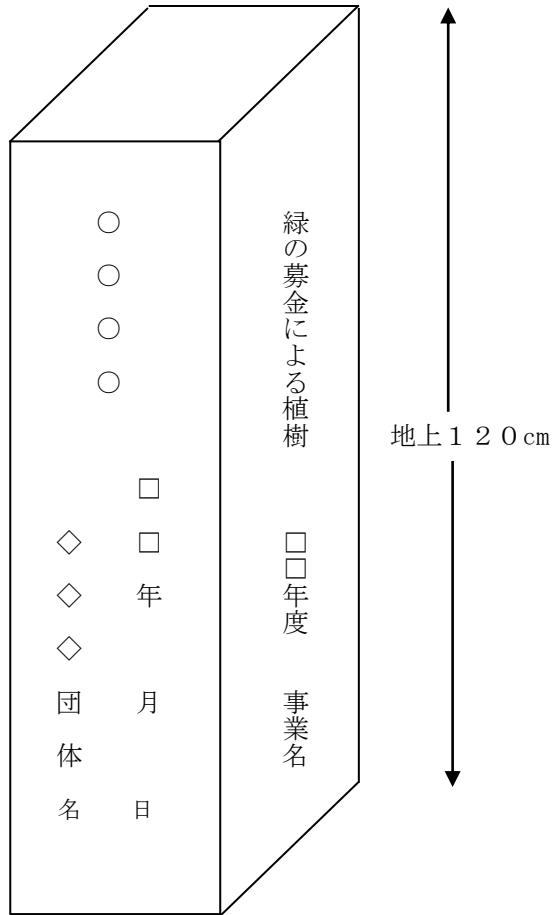 ○○○○
□□年　月　日
◇◇◇団体名
緑の募金による植樹　□□年度　事業名
地上１２０cm